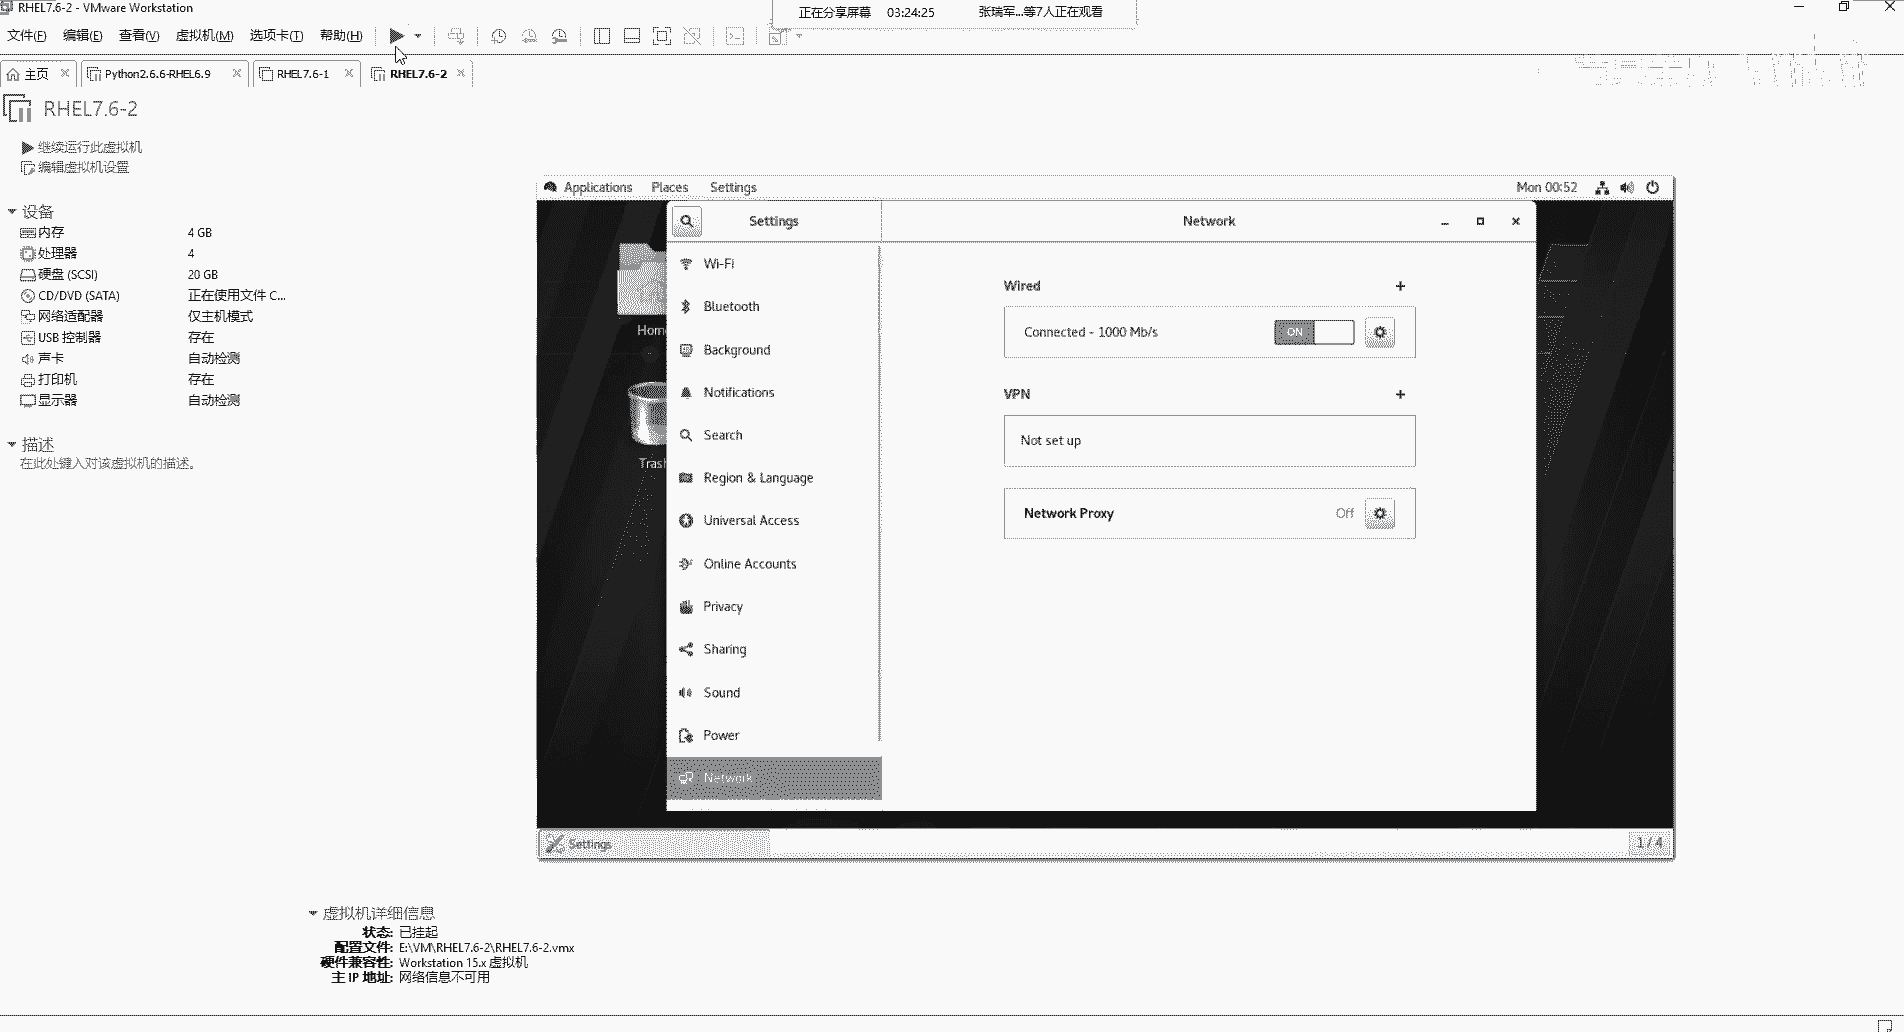 RHEL7.6-2 - VMware Workstation
正在分享屏幕 03:24:25 张瑞军...等7人正在观看
文件(F) 编辑(E) 查看(V) 虚拟机(M) 选项卡(T) 帮助(H)
主页 Python2.6.6-RHEL6.9 RHEL7.6-1 RHEL7.6-2
RHEL7.6-2
继续运行此虚拟机
编辑虚拟机设置
设备
内存 4 GB
处理器 4
硬盘 (SCSI) 20 GB
CD/DVD (SATA) 正在使用文件 C...
网络适配器 仅主机模式
USB 控制器 存在
声卡 自动检测
打印机 存在
显示器 自动检测
描述
在此处键入对该虚拟机的描述。
Applications Places Settings Mon 00:52
Home
Trash
Settings
Network
Wi-Fi
Bluetooth
Background
Notifications
Search
Region & Language
Universal Access
Online Accounts
Privacy
Sharing
Sound
Power
Network
Wired
Connected - 1000 Mb/s ON
VPN
Not set up
Network Proxy Off
Settings 1 / 4
虚拟机详细信息
状态: 已挂起
配置文件: E:\VM\RHEL7.6-2\RHEL7.6-2.vmx
硬件兼容性: Workstation 15.x 虚拟机
主 IP 地址: 网络信息不可用